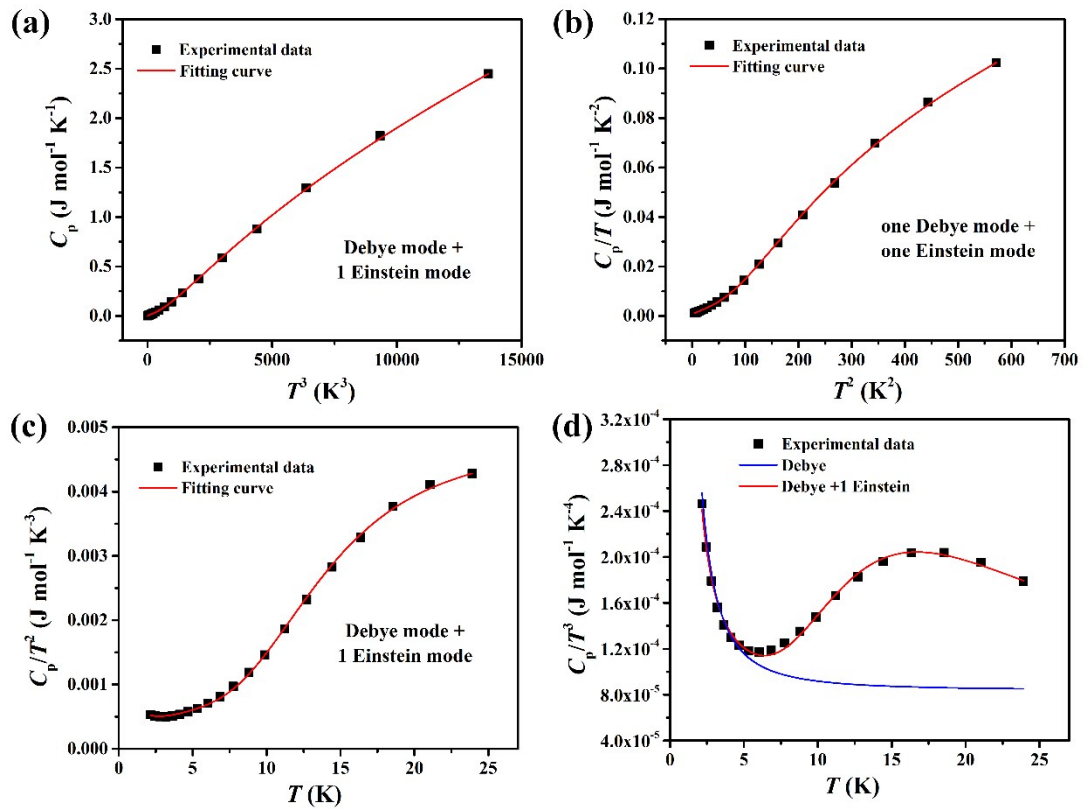 (a)
3.0
2.5
2.0
1.5
1.0
0.5
0.0
C_p (J mol⁻¹ K⁻¹)
Experimental data
Fitting curve
Debye mode +
1 Einstein mode
0
5000
10000
15000
T³ (K³)
(b)
0.12
0.10
0.08
0.06
0.04
0.02
0.00
C_p/T (J mol⁻¹ K⁻²)
Experimental data
Fitting curve
one Debye mode +
one Einstein mode
0
100
200
300
400
500
600
700
T² (K²)
(c)
0.005
0.004
0.003
0.002
0.001
0.000
C_p/T² (J mol⁻¹ K⁻³)
Experimental data
Fitting curve
Debye mode +
1 Einstein mode
0
5
10
15
20
25
T (K)
(d)
3.2x10⁻⁴
2.8x10⁻⁴
2.4x10⁻⁴
2.0x10⁻⁴
1.6x10⁻⁴
1.2x10⁻⁴
8.0x10⁻⁵
4.0x10⁻⁵
C_p/T³ (J mol⁻¹ K⁻⁴)
Experimental data
Debye
Debye +1 Einstein
0
5
10
15
20
25
T (K)